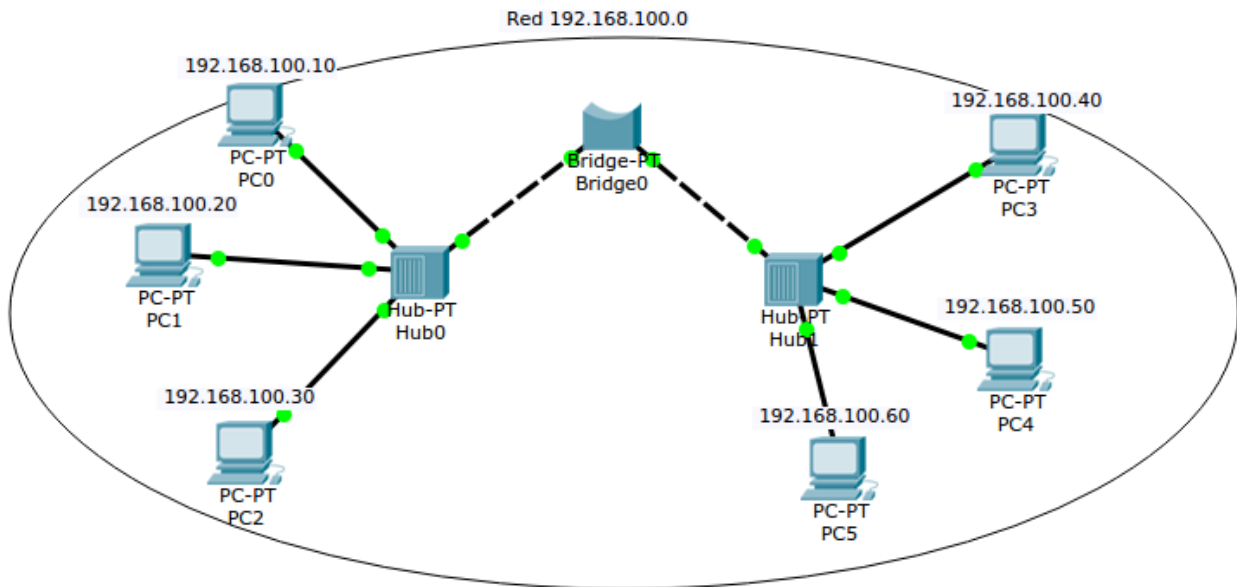 Red 192.168.100.0
192.168.100.10
PC-PT
PC0
192.168.100.20
PC-PT
PC1
192.168.100.30
PC-PT
PC2
Hub-PT
Hub0
Bridge-PT
Bridge0
Hub-PT
Hub1
192.168.100.40
PC-PT
PC3
192.168.100.50
PC-PT
PC4
192.168.100.60
PC-PT
PC5